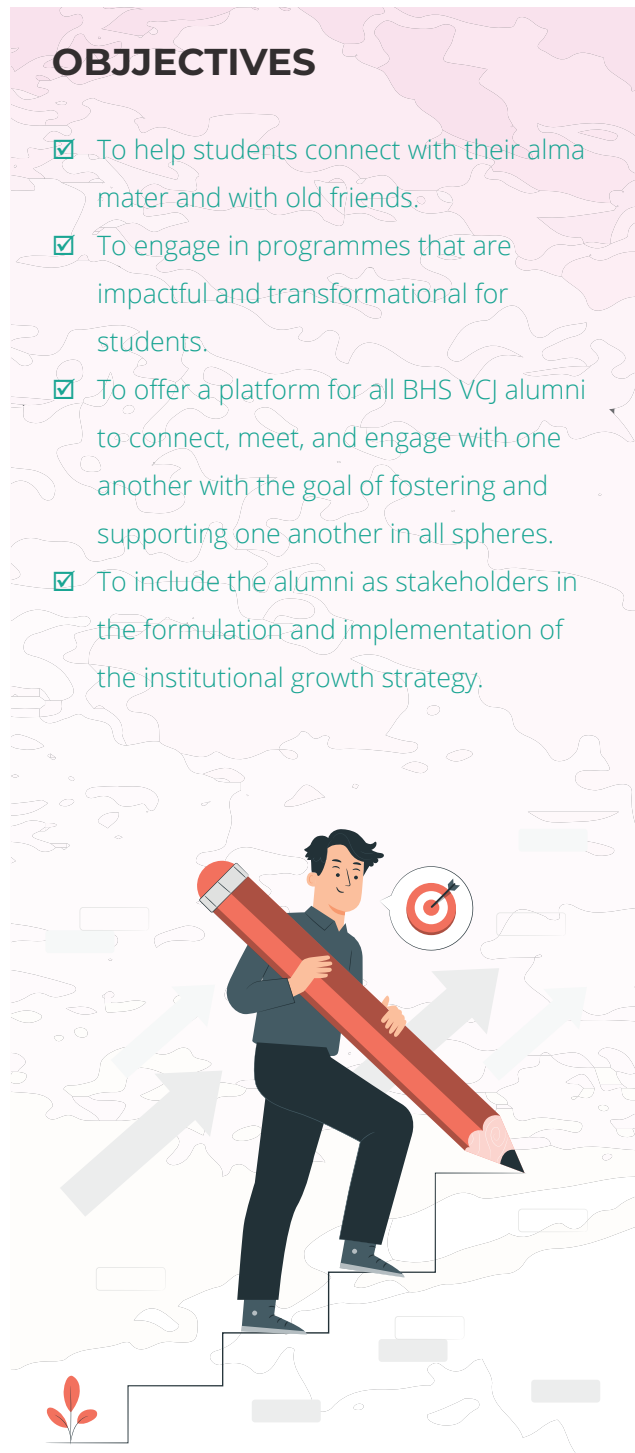 OBJJECTIVES
☑ To help students connect with their alma
mater and with old friends.
☑ To engage in programmes that are
impactful and transformational for
students.
☑ To offer a platform for all BHS VCJ alumni
to connect, meet, and engage with one
another with the goal of fostering and
supporting one another in all spheres.
☑ To include the alumni as stakeholders in
the formulation and implementation of
the institutional growth strategy.